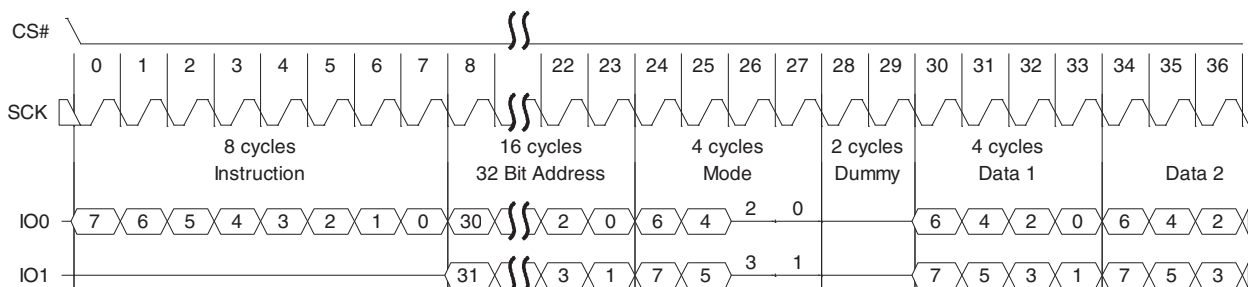 CS#
0 1 2 3 4 5 6 7 8 22 23 24 25 26 27 28 29 30 31 32 33 34 35 36
SCK
8 cycles 16 cycles 4 cycles 2 cycles 4 cycles
Instruction 32 Bit Address Mode Dummy Data 1 Data 2
IO0 7 6 5 4 3 2 1 0 30 2 0 6 4 2 0 6 4 2 0 6 4 2
IO1 31 3 1 7 5 3 1 7 5 3 1 7 5 3